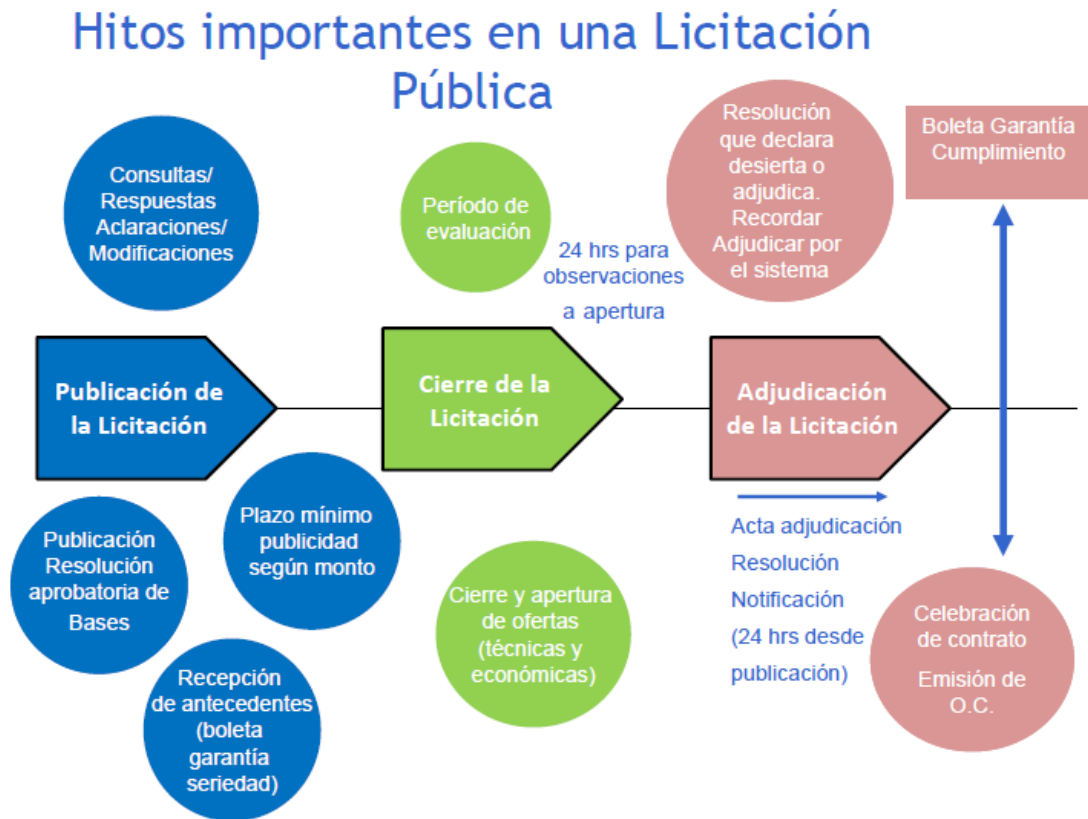 Hitos importantes en una Licitación
Pública
Consultas/
Respuestas
Aclaraciones/
Modificaciones
Período de
evaluación
24 hrs para
observaciones
a apertura
Resolución
que declara
desierta o
adjudica.
Recordar
Adjudicar por
el sistema
Boleta Garantía
Cumplimiento
Publicación de
la Licitación
Cierre de la
Licitación
Adjudicación
de la Licitación
Publicación
Resolución
aprobatoria de
Bases
Plazo mínimo
publicidad
según monto
Recepción
de antecedentes
(boleta
garantía
seriedad)
Cierre y apertura
de ofertas
(técnicas y
económicas)
Acta adjudicación
Resolución
Notificación
(24 hrs desde
publicación)
Celebración
de contrato
Emisión de
O.C.